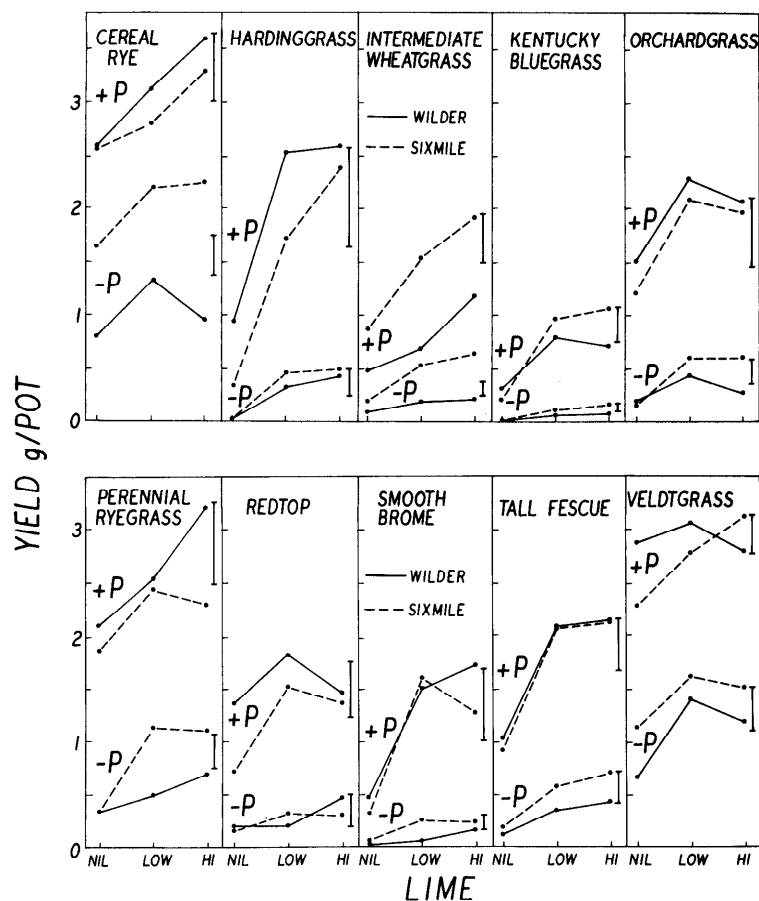 CEREAL RYE
HARDINGGRASS
INTERMEDIATE WHEATGRASS
KENTUCKY BLUEGRASS
ORCHARDGRASS
WILDER
SIXMILE
3
2
1
0
+P
-P
+P
-P
+P
-P
+P
-P
+P
-P
YIELD g/POT
PERENNIAL RYEGRASS
REDTOP
SMOOTH BROME
TALL FESCUE
VELDTGRASS
WILDER
SIXMILE
3
2
1
0
+P
-P
+P
-P
+P
-P
+P
-P
+P
-P
NIL LOW HI NIL LOW HI NIL LOW HI NIL LOW HI NIL LOW HI
LIME